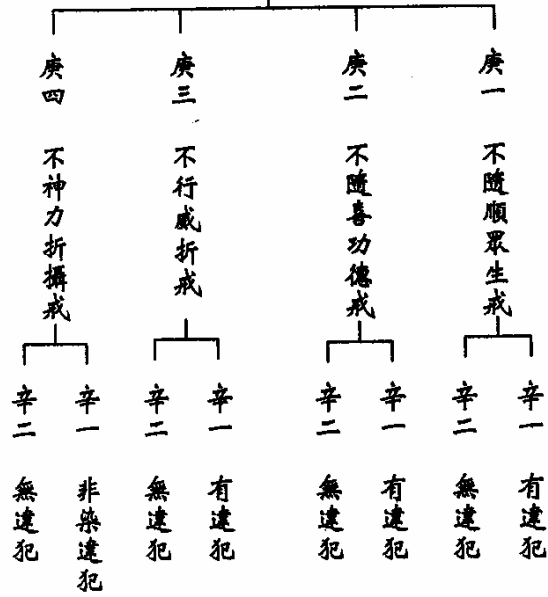 庚一　不隨順眾生戒
辛一　有違犯
辛二　無違犯
庚二　不隨喜功德戒
辛一　有違犯
辛二　無違犯
庚三　不行威折戒
辛一　有違犯
辛二　無違犯
庚四　不神力折攝戒
辛一　非染違犯
辛二　無違犯